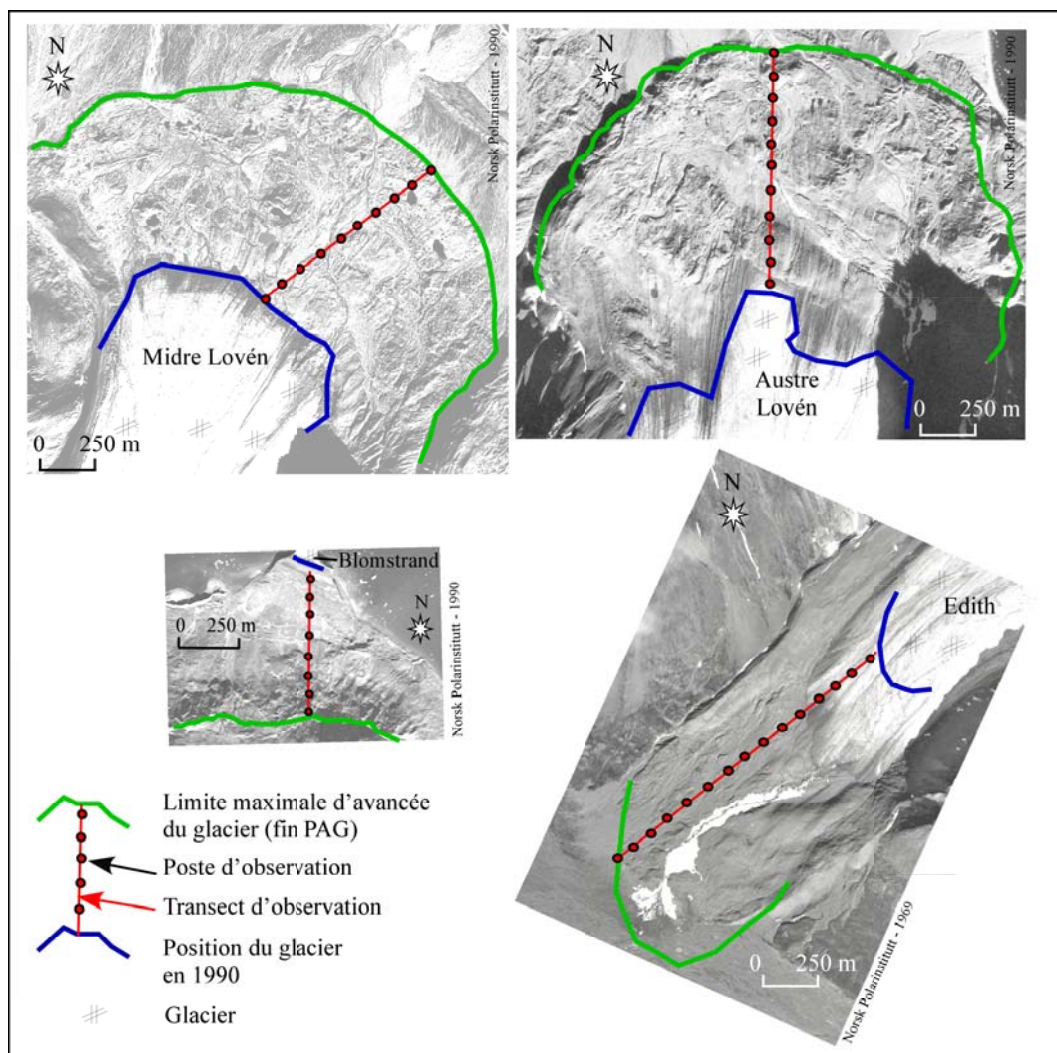 N
Norsk Polarinstitutt - 1990
Midre Lovén
0 250 m
N
Norsk Polarinstitutt - 1990
Austre
Lovén
0 250 m
Blomstrand
N
0 250 m
Norsk Polarinstitutt - 1990
N
Edith
0 250 m
Norsk Polarinstitutt - 1969
Limite maximale d'avancée
du glacier (fin PAG)
Poste d'observation
Transect d'observation
Position du glacier
en 1990
Glacier